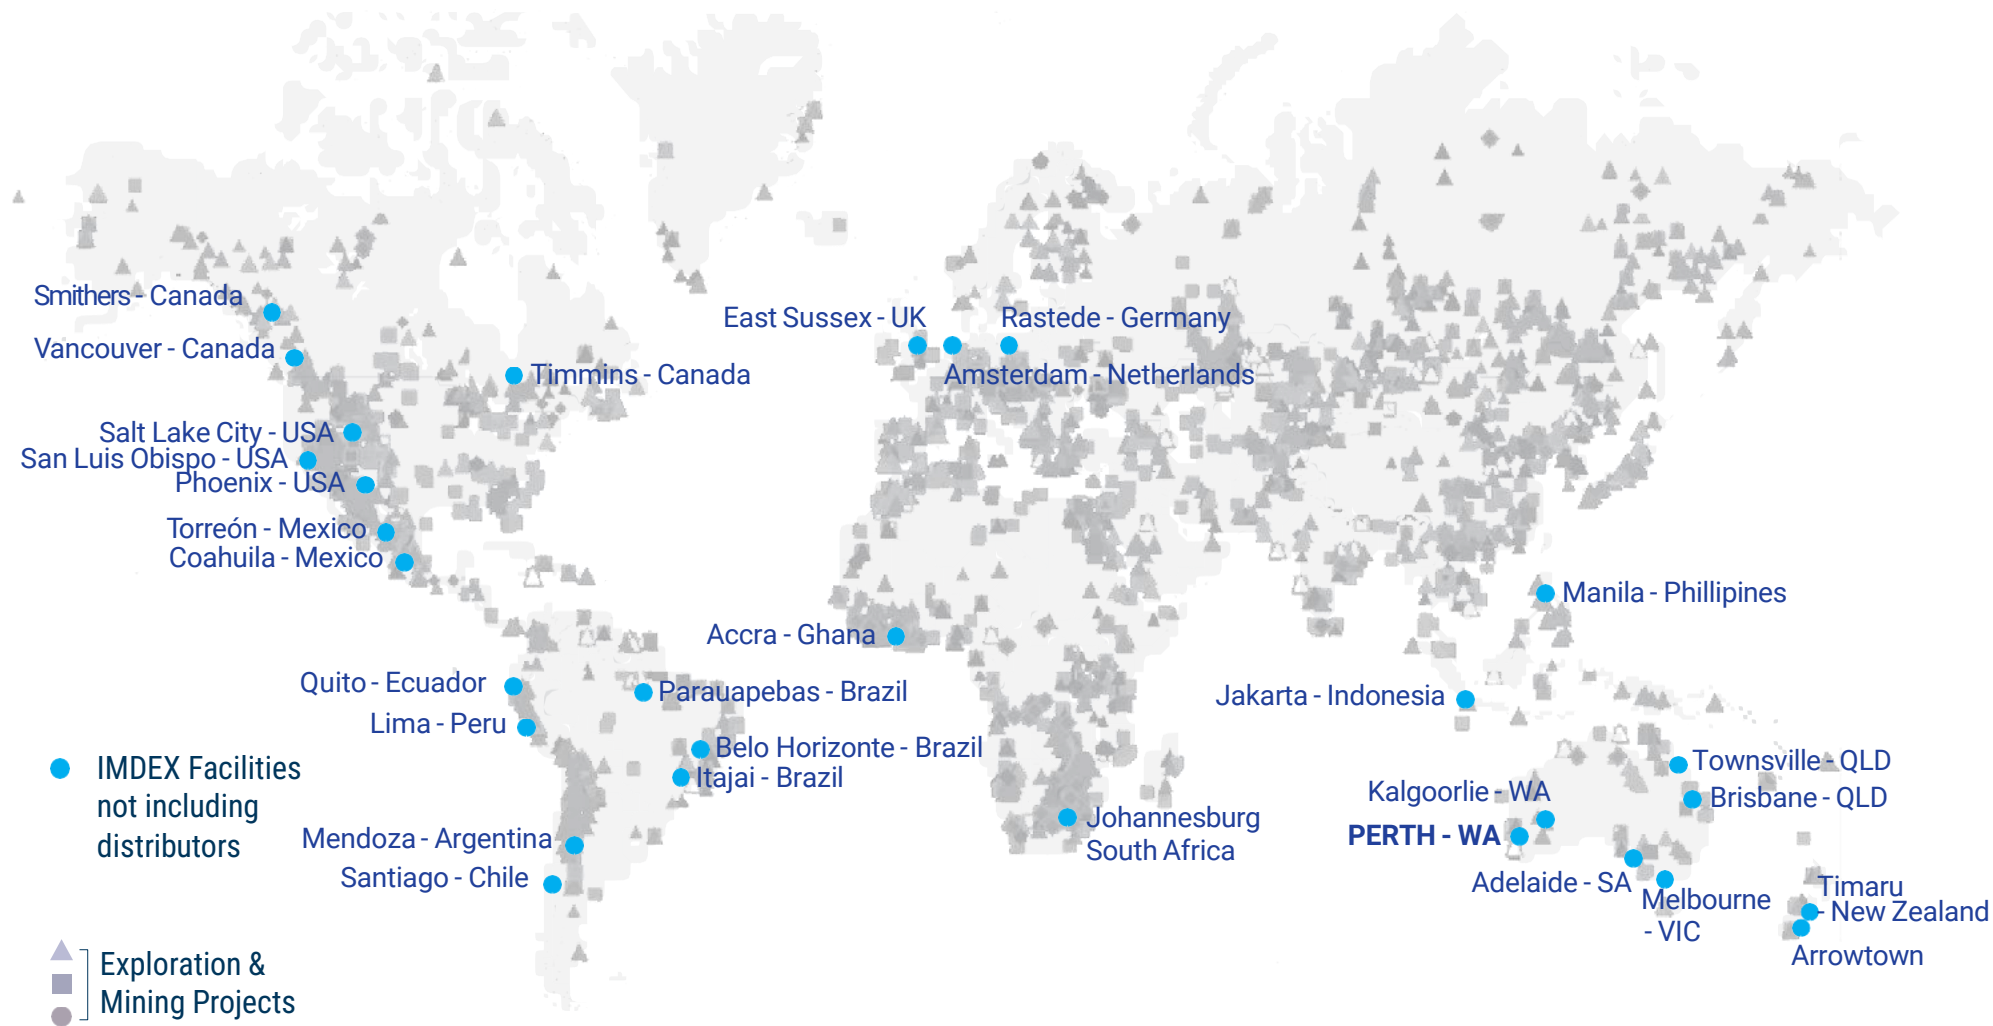 Smithers - Canada
East Sussex - UK
Rastede - Germany
Vancouver - Canada
Timmins - Canada
Amsterdam - Netherlands
Salt Lake City - USA
San Luis Obispo - USA
Phoenix - USA
Torreón - Mexico
Coahuila - Mexico
Manila - Phillipines
Accra - Ghana
Quito - Ecuador
Parauapebas - Brazil
Jakarta - Indonesia
Lima - Peru
Belo Horizonte - Brazil
Itajai - Brazil
Townsville - QLD
IMDEX Facilities
not including
distributors
Kalgoorlie - WA
Brisbane - QLD
Johannesburg
South Africa
PERTH - WA
Mendoza - Argentina
Santiago - Chile
Adelaide - SA
Melbourne
- VIC
Timaru
- New Zealand
Arrowtown
Exploration &
Mining Projects